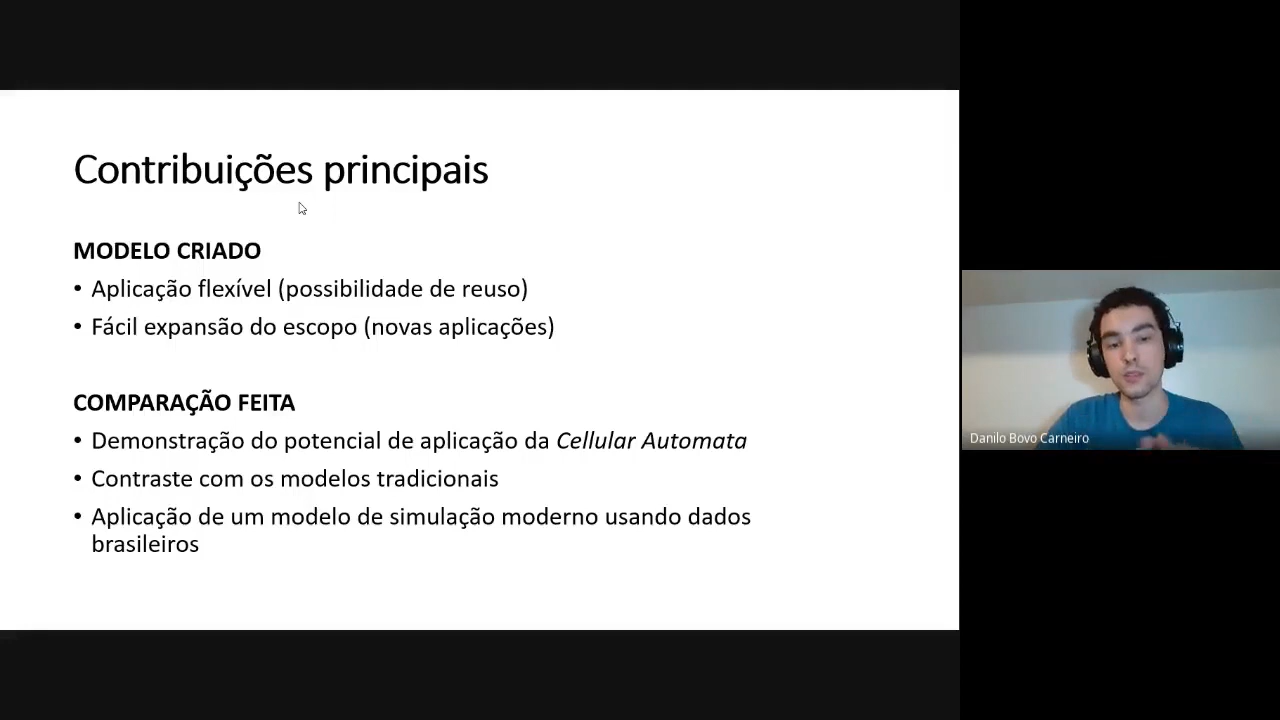 Contribuições principais
MODELO CRIADO
• Aplicação flexível (possibilidade de reuso)
• Fácil expansão do escopo (novas aplicações)
COMPARAÇÃO FEITA
• Demonstração do potencial de aplicação da Cellular Automata
• Contraste com os modelos tradicionais
• Aplicação de um modelo de simulação moderno usando dados
brasileiros
Danilo Bovo Carneiro